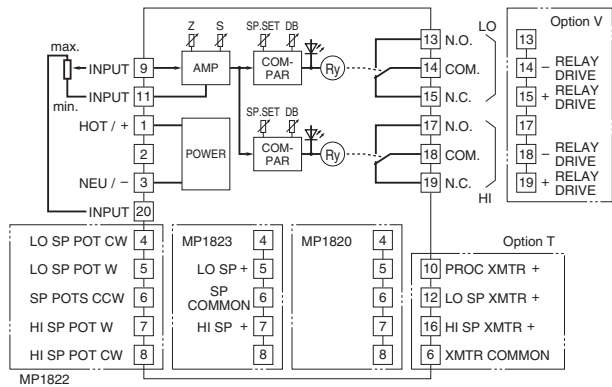 Z S SP.SET DB
max.
INPUT 9
AMP
COM-
PAR
Ry
13 N.O.
LO
14 COM.
15 N.C.
min.
INPUT 11
HOT / + 1
2
NEU / − 3
INPUT 20
POWER
SP.SET DB
COM-
PAR
Ry
17 N.O.
18 COM.
19 N.C.
HI
Option V
13
14 − RELAY
DRIVE
15 + RELAY
DRIVE
17
18 − RELAY
DRIVE
19 + RELAY
DRIVE
LO SP POT CW 4
LO SP POT W 5
SP POTS CCW 6
HI SP POT W 7
HI SP POT CW 8
MP1822
MP1823 4
LO SP + 5
SP
COMMON 6
HI SP + 7
8
MP1820 4
5
6
7
8
Option T
10 PROC XMTR +
12 LO SP XMTR +
16 HI SP XMTR +
6 XMTR COMMON